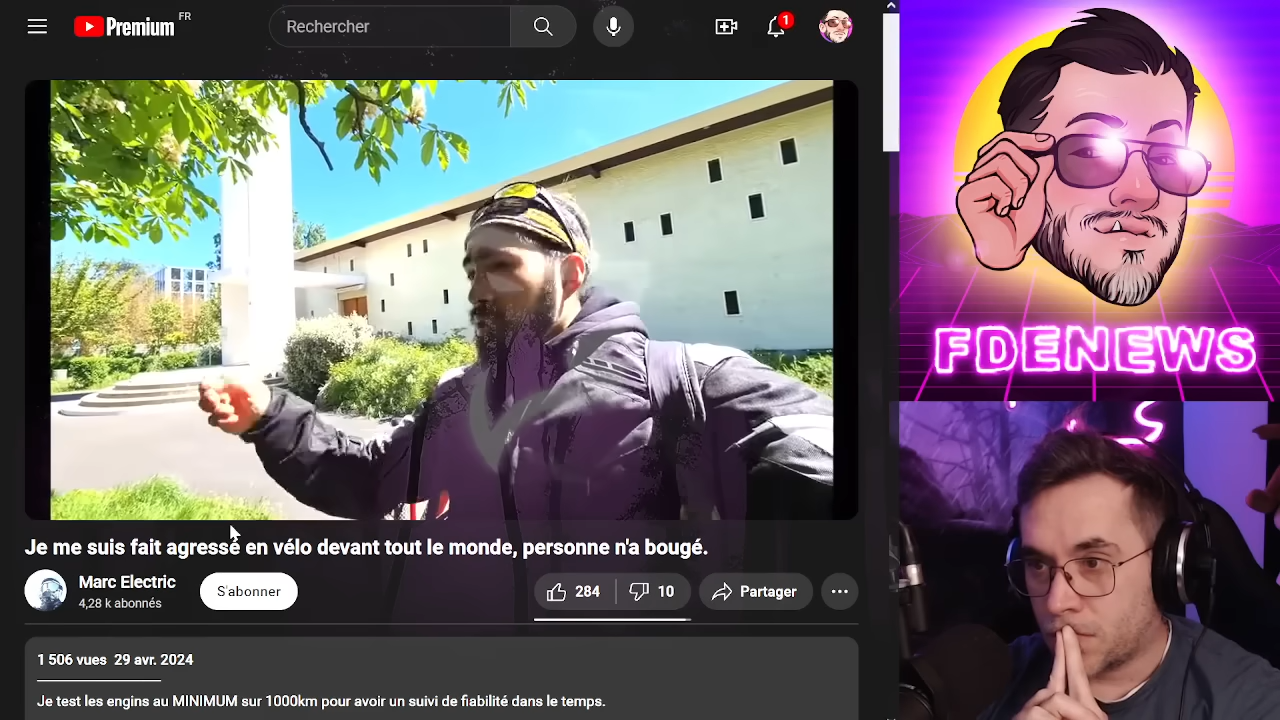 Premium FR
Rechercher
1
FDENEWS
Je me suis fait agressé en vélo devant tout le monde, personne n'a bougé.
Marc Electric
4,28 k abonnés
S'abonner
284
10
Partager
1 506 vues 29 avr. 2024
Je test les engins au MINIMUM sur 1000km pour avoir un suivi de fiabilité dans le temps.